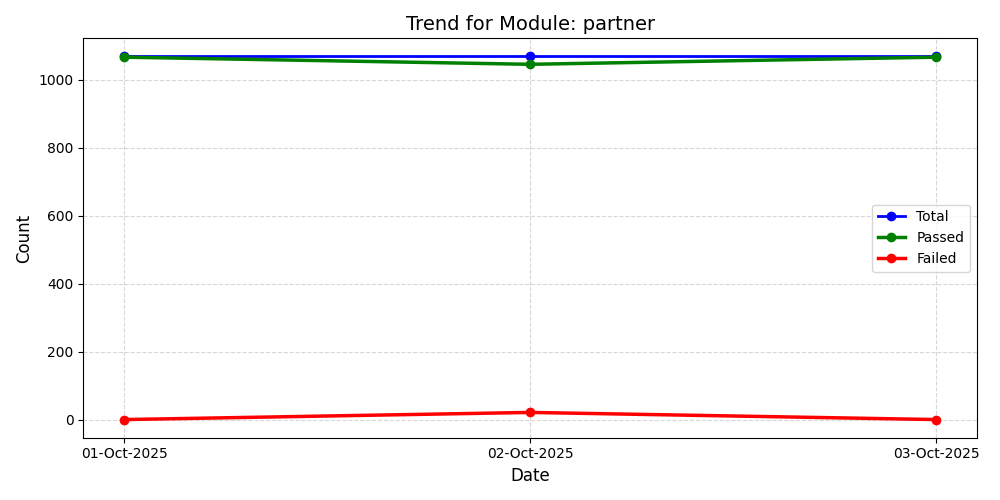 Trend for Module: partner
Count
1000
800
600
400
200
0
Total
Passed
Failed
01-Oct-2025
02-Oct-2025
03-Oct-2025
Date